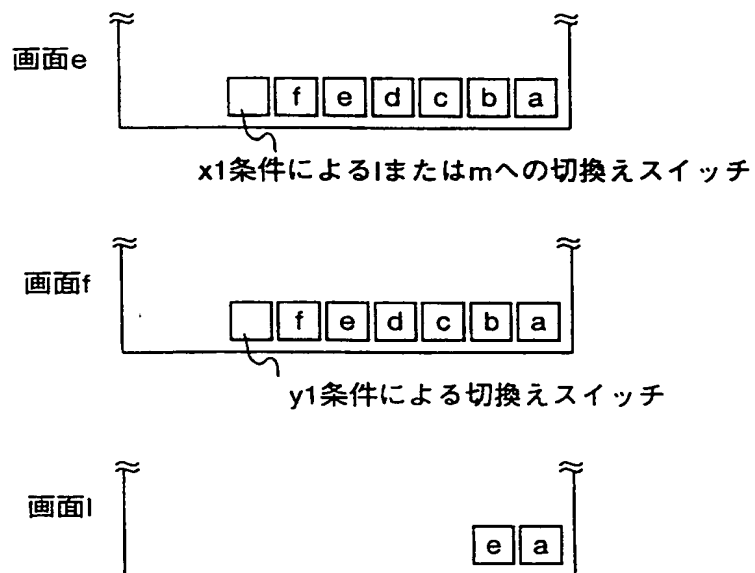 画面e
f e d c b a
x1条件によるlまたはmへの切換えスイッチ
画面f
f e d c b a
y1条件による切換えスイッチ
画面l
e a